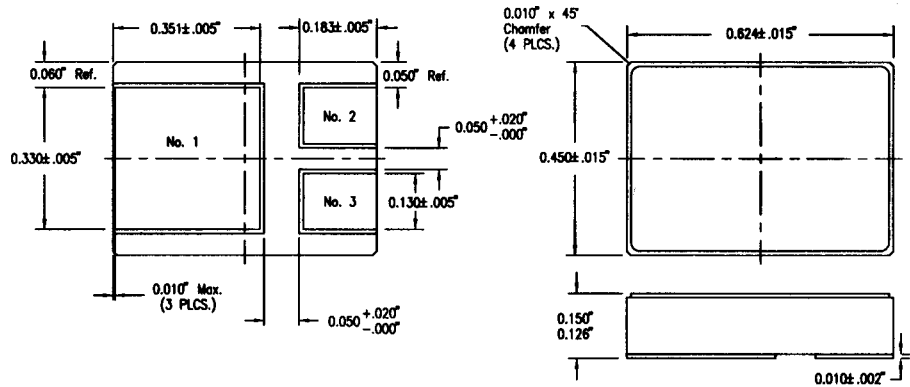 0.351±.005"
0.183±.005"
0.060" Ref.
0.050" Ref.
No. 1
No. 2
0.050 +.020"
-.000"
0.330±.005"
No. 3
0.130±.005"
0.010" Max.
(3 PLCS.)
0.050 +.020"
-.000"
0.010" x 45°
Chamfer
(4 PLCS.)
0.624±.015"
0.450±.015"
0.150"
0.126"
0.010±.002"